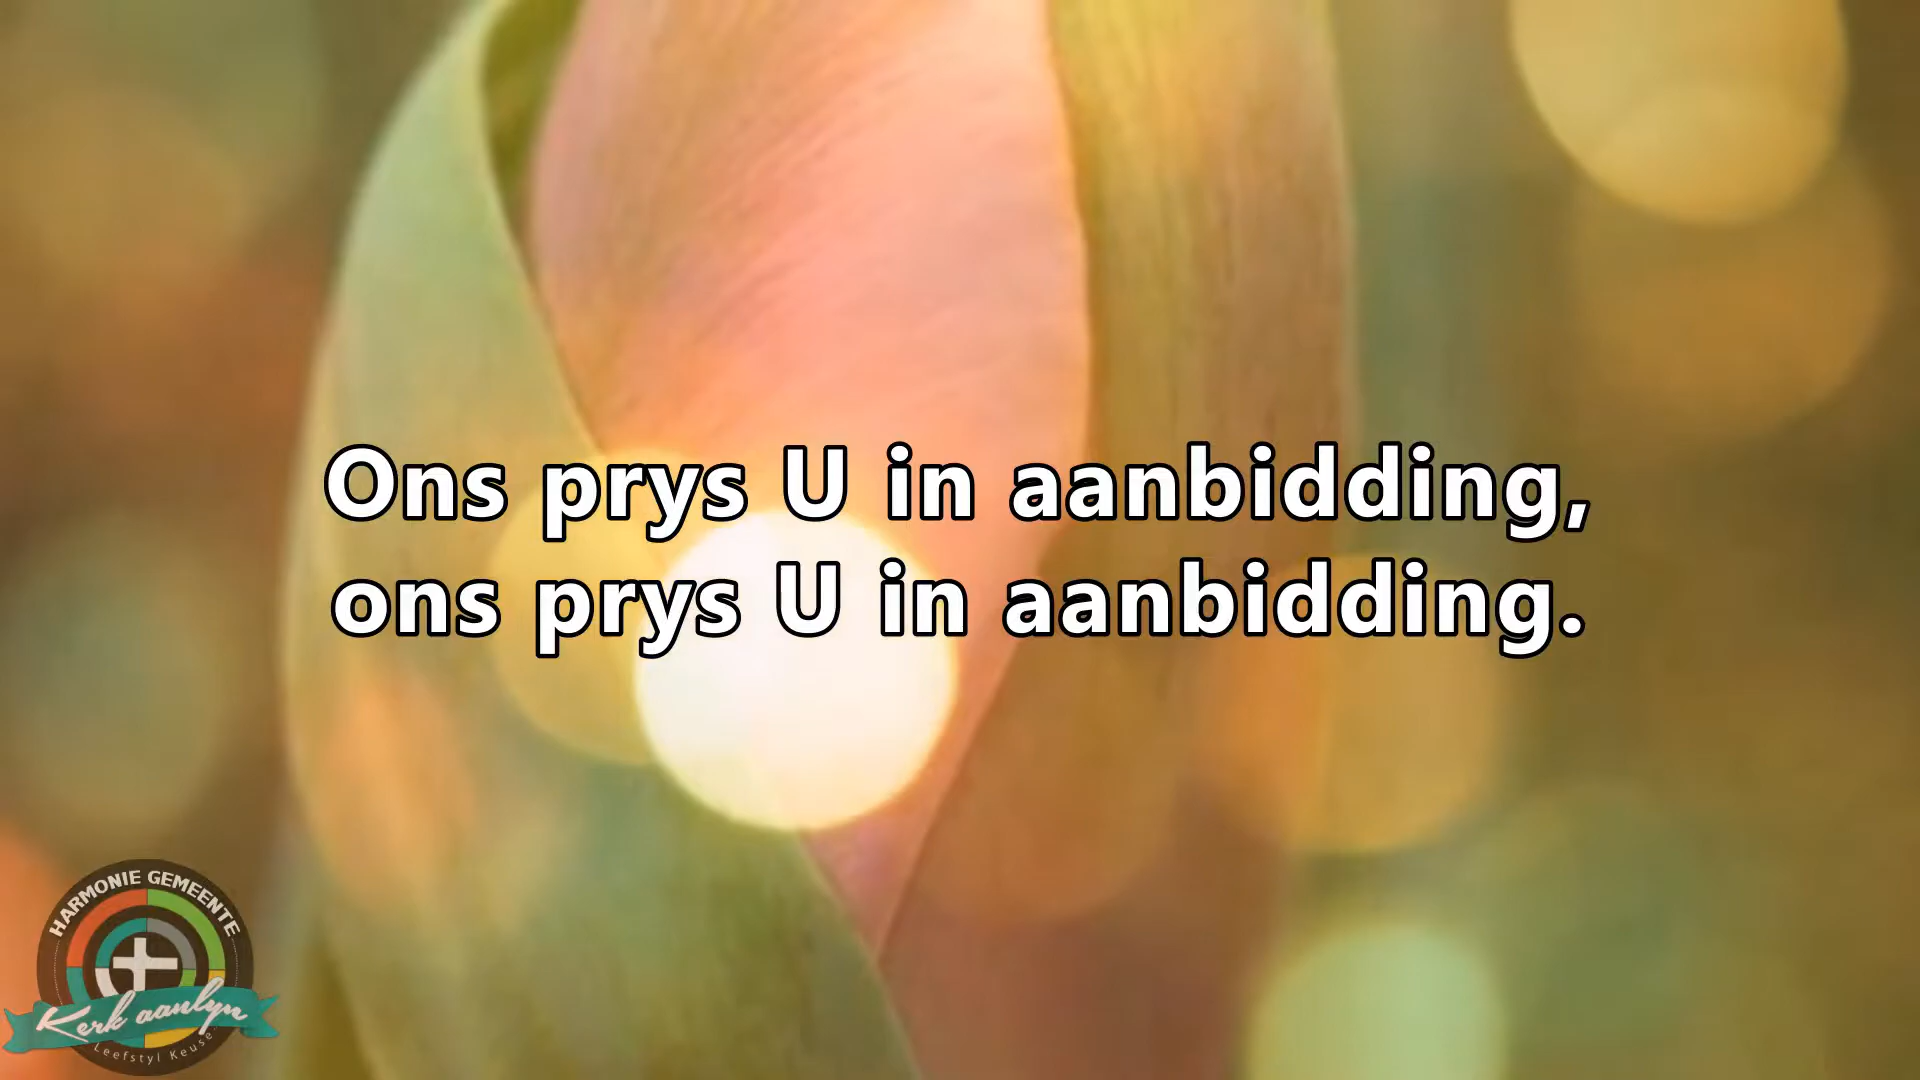 Ons prys U in aanbidding,
ons prys U in aanbidding.
HARMONIE GEMEENTE
Kerk aanlyn
Leefstyl Keuse